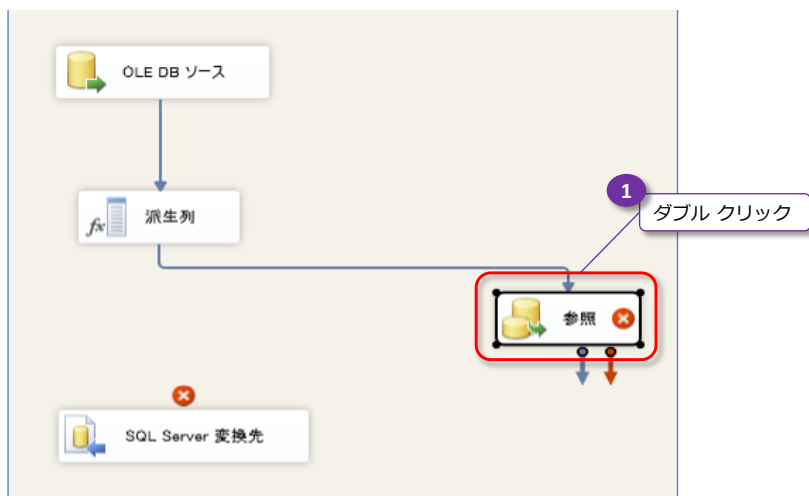 OLE DB ソース
fx 派生列
1
ダブル クリック
参照
SQL Server 変換先